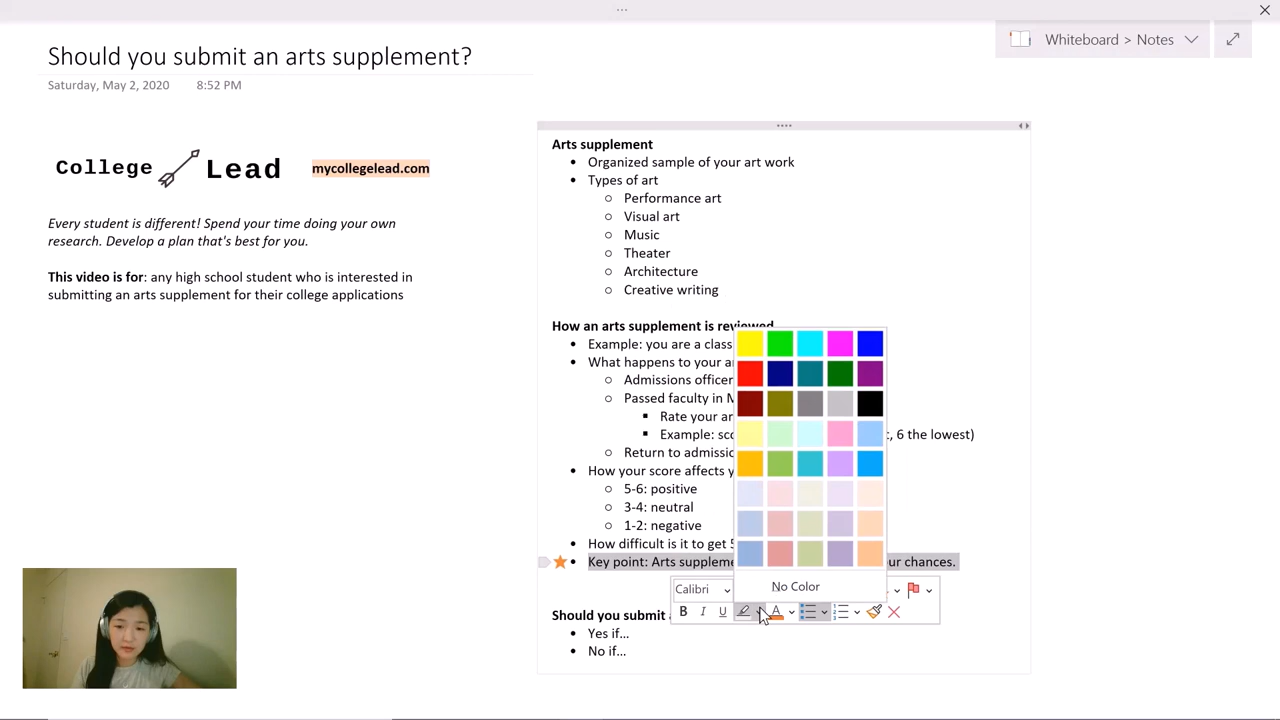 Whiteboard > Notes
Should you submit an arts supplement?
Saturday, May 2, 2020 8:52 PM
College Lead mycollegelead.com
Every student is different! Spend your time doing your own
research. Develop a plan that's best for you.
This video is for: any high school student who is interested in
submitting an arts supplement for their college applications
Arts supplement
• Organized sample of your art work
• Types of art
○ Performance art
○ Visual art
○ Music
○ Theater
○ Architecture
○ Creative writing
How an arts supplement is reviewed
• Example: you are a class
• What happens to your
○ Admissions officer
○ Passed faculty in
▪ Rate your
▪ Example: , 6 the lowest)
○ Return to
• How your score affects
○ 5-6: positive
○ 3-4: neutral
○ 1-2: negative
• How difficult is it to get
• Key point: Arts chances.
Should you submit
• Yes if...
• No if...
No Color
Calibri
B I U A